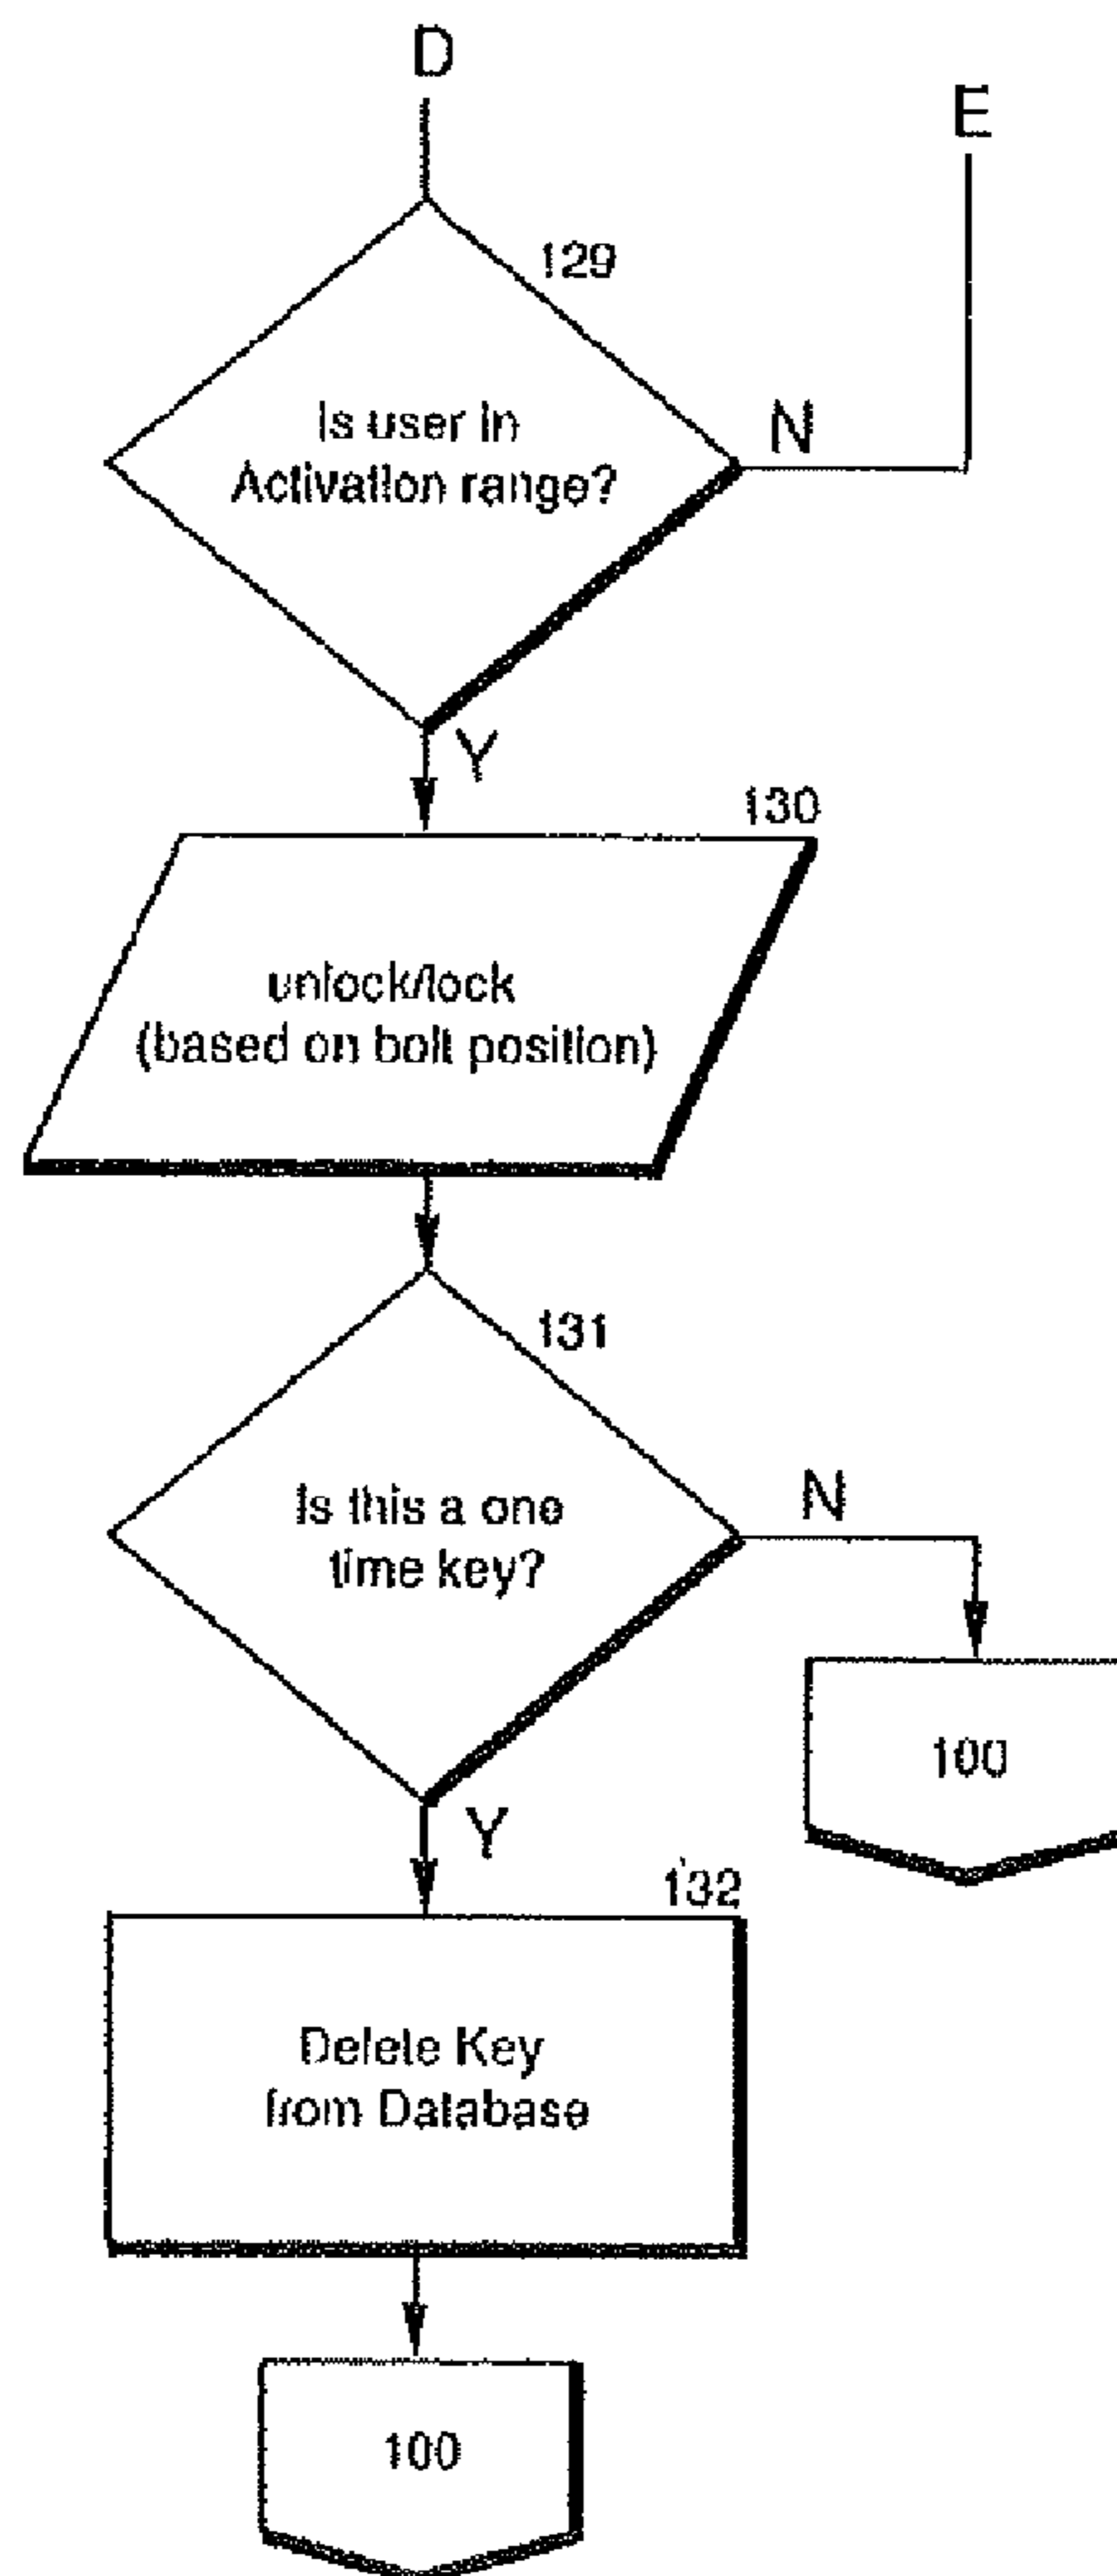 D
E
129
Is user in
Activation range?
N
Y
130
unlock/lock
(based on bolt position)
131
Is this a one
time key?
N
100
Y
132
Delete Key
from Database
100